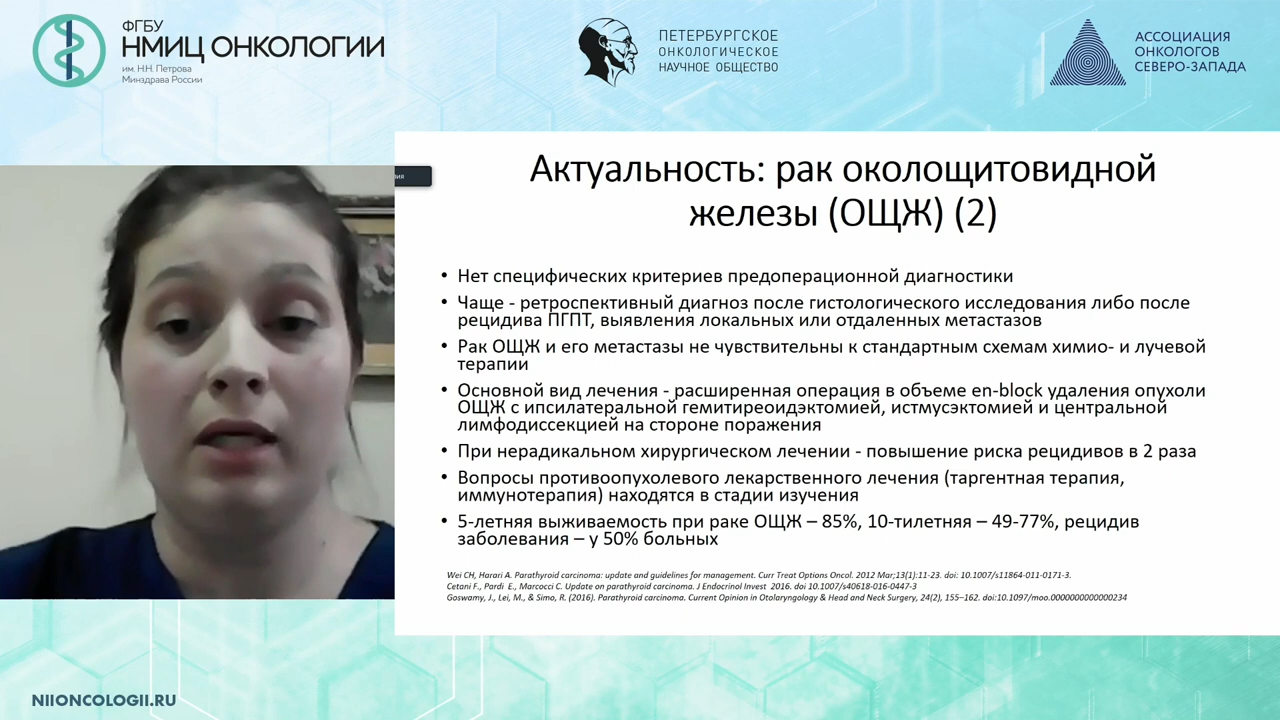 ФГБУ
НМИЦ ОНКОЛОГИИ
им. Н.Н. Петрова
Минздрава России
ПЕТЕРБУРГСКОЕ
ОНКОЛОГИЧЕСКОЕ
НАУЧНОЕ ОБЩЕСТВО
АССОЦИАЦИЯ
ОНКОЛОГОВ
СЕВЕРО-ЗАПАДА
Актуальность: рак околощитовидной
железы (ОЩЖ) (2)
• Нет специфических критериев предоперационной диагностики
• Чаще - ретроспективный диагноз после гистологического исследования либо после
рецидива ПГПТ, выявления локальных или отдаленных метастазов
• Рак ОЩЖ и его метастазы не чувствительны к стандартным схемам химио- и лучевой
терапии
• Основной вид лечения - расширенная операция в объеме en-block удаления опухоли
ОЩЖ с ипсилатеральной гемитиреоидэктомией, истмусэктомией и центральной
лимфодиссекцией на стороне поражения
• При нерадикальном хирургическом лечении - повышение риска рецидивов в 2 раза
• Вопросы противоопухолевого лекарственного лечения (таргентная терапия,
иммунотерапия) находятся в стадии изучения
• 5-летняя выживаемость при раке ОЩЖ – 85%, 10-тилетняя – 49-77%, рецидив
заболевания – у 50% больных
Wei CH, Harari A. Parathyroid carcinoma: update and guidelines for management. Curr Treat Options Oncol. 2012 Mar;13(1):11-23. doi: 10.1007/s11864-011-0171-3.
Cetani F., Pardi E., Marcocci C. Update on parathyroid carcinoma. J Endocrinol Invest 2016. doi 10.1007/s40618-016-0447-3
Goswamy, J., Lei, M., & Simo, R. (2016). Parathyroid carcinoma. Current Opinion in Otolaryngology & Head and Neck Surgery, 24(2), 155–162. doi:10.1097/moo.0000000000000234
NIIONCOLOGII.RU